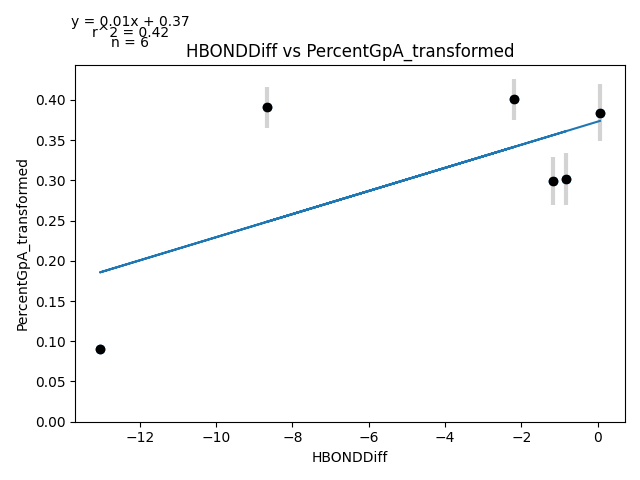 y = 0.01x + 0.37
r^2 = 0.42
n = 6
HBONDDiff vs PercentGpA_transformed
PercentGpA_transformed
0.40
0.35
0.30
0.25
0.20
0.15
0.10
0.05
0.00
−12 −10 −8 −6 −4 −2 0
HBONDDiff